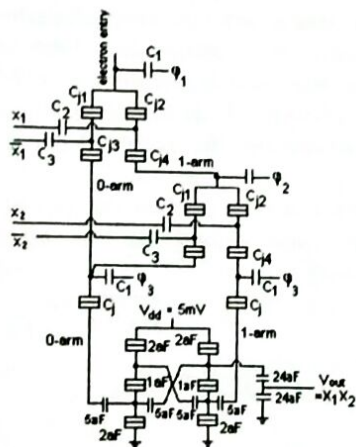 electron entry
C1
φ1
Cj1
Cj2
x1
C2
x̄1
C3
Cj3
Cj4
1-arm
0-arm
φ2
Cj1
Cj2
x2
C2
x̄2
C3
Cj4
C1
φ3
C1
φ3
Cj
Cj
Vdd = 5mV
0-arm
1-arm
2aF
2aF
1aF
1aF
24aF
24aF
Vout
=X1X2
5aF
5aF
5aF
5aF
2aF
2aF